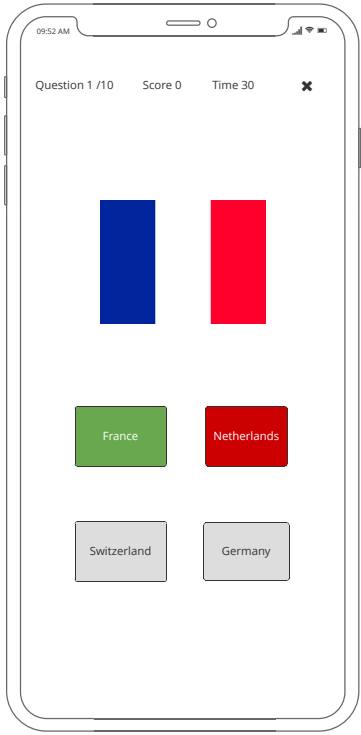 09:52 AM
Question 1 /10 Score 0 Time 30
France Netherlands
Switzerland Germany